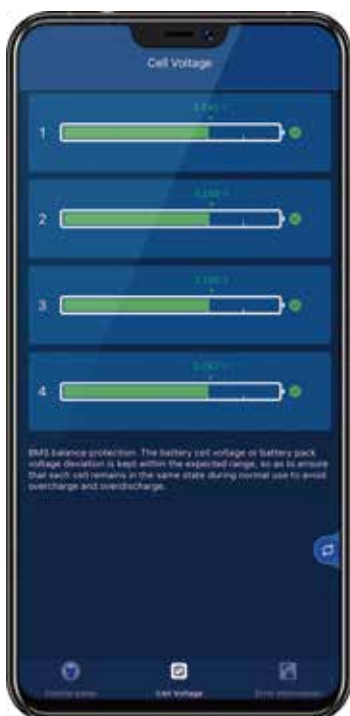 Cell Voltage
1
2
3
4
BMS balance protection. The battery cell voltage or battery pack
voltage deviation is kept within the expected range, so as to ensure
that each cell remains in the same state during normal use to avoid
overcharge and overdischarge.
Cell Voltage